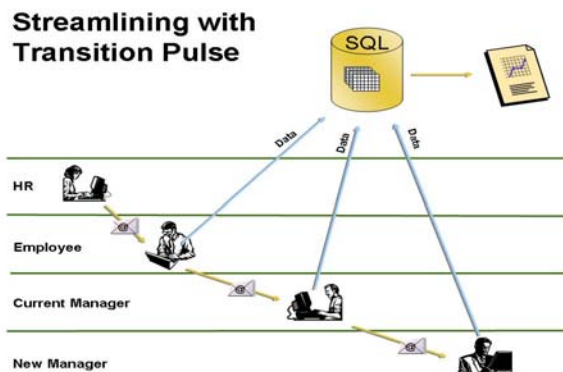 Streamlining with
Transition Pulse
SQL
Data
Data
Data
HR
@
Employee
@
Current Manager
@
New Manager